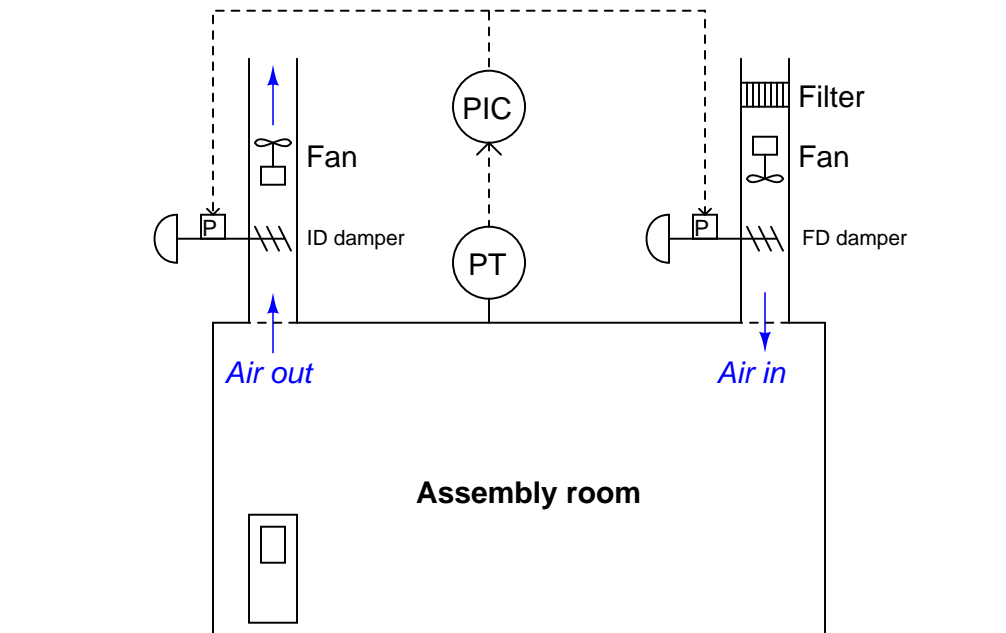 PIC
Filter
Fan
Fan
P
ID damper
P
FD damper
PT
Air out
Air in
Assembly room